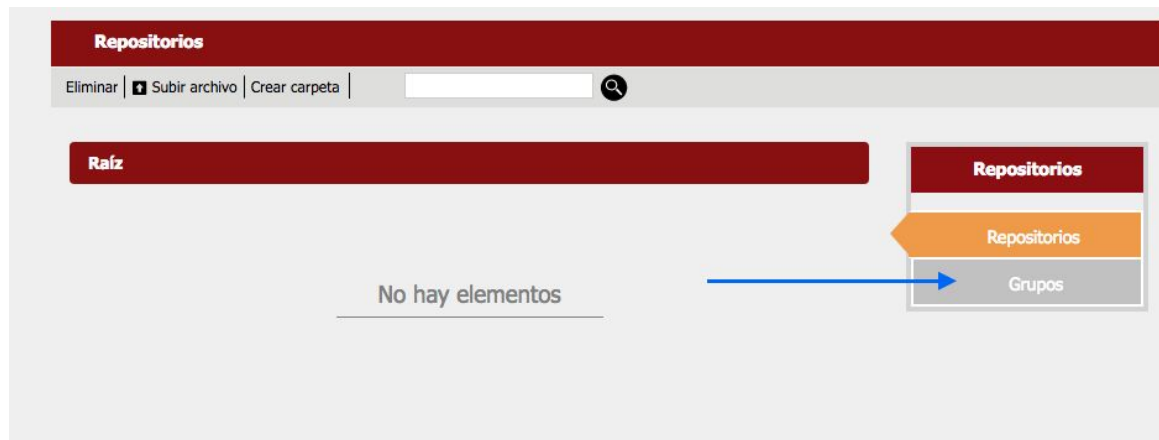 Repositorios
Eliminar Subir archivo Crear carpeta
Raíz
No hay elementos
Repositorios
Repositorios
Grupos